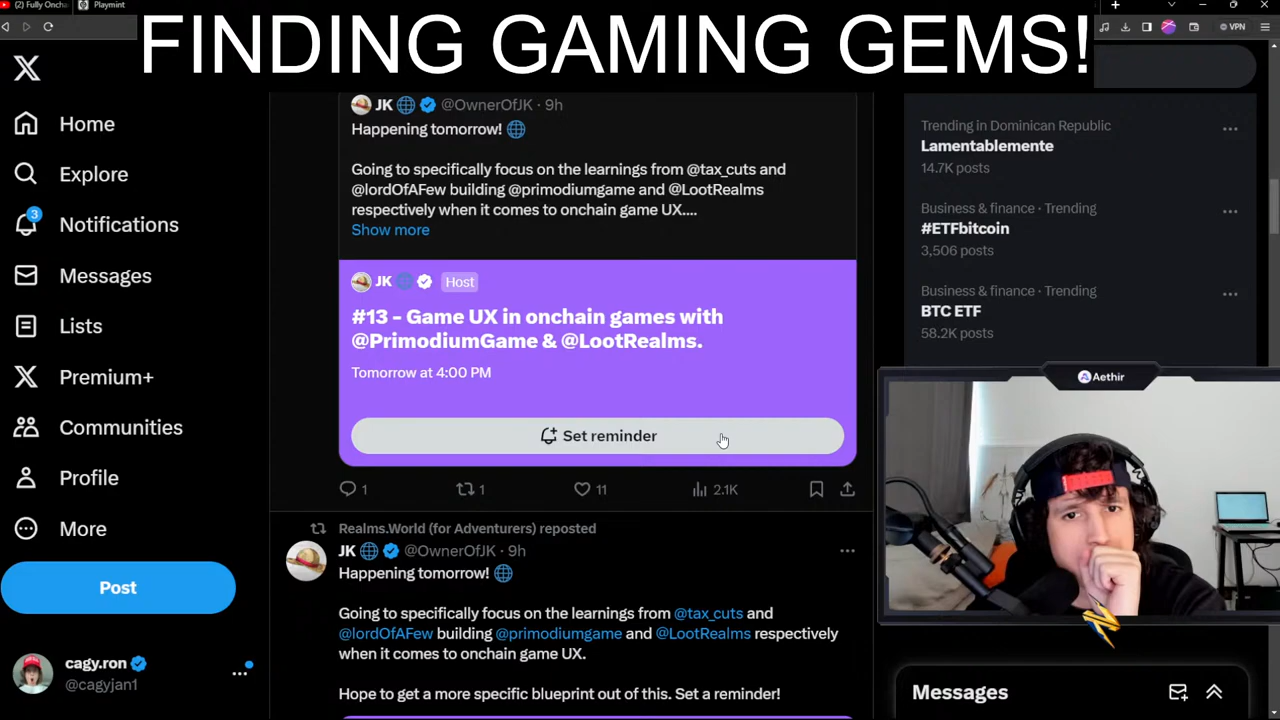 (2) Fully Oncha
Playmint
VPN
FINDING GAMING GEMS!
Home
Explore
3
Notifications
Messages
Lists
Premium+
Communities
Profile
More
Post
cagy.ron
@cagyjan1
JK @OwnerOfJK · 9h
Happening tomorrow!
Going to specifically focus on the learnings from @tax_cuts and
@lordOfAFew building @primodiumgame and @LootRealms
respectively when it comes to onchain game UX....
Show more
JK Host
#13 - Game UX in onchain games with
@PrimodiumGame & @LootRealms.
Tomorrow at 4:00 PM
Set reminder
1 1 11 2.1K
Realms.World (for Adventurers) reposted
JK @OwnerOfJK · 9h
Happening tomorrow!
Going to specifically focus on the learnings from @tax_cuts and
@lordOfAFew building @primodiumgame and @LootRealms respectively
when it comes to onchain game UX.
Hope to get a more specific blueprint out of this. Set a reminder!
Trending in Dominican Republic
Lamentablemente
14.7K posts
Business & finance · Trending
#ETFbitcoin
3,506 posts
Business & finance · Trending
BTC ETF
58.2K posts
Aethir
Messages